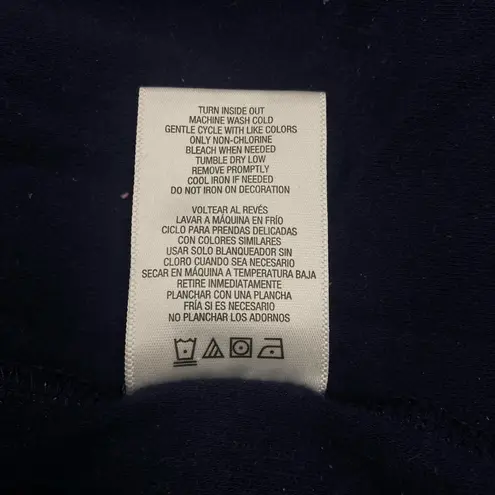 TURN INSIDE OUT
MACHINE WASH COLD
GENTLE CYCLE WITH LIKE COLORS
ONLY NON-CHLORINE
BLEACH WHEN NEEDED
TUMBLE DRY LOW
REMOVE PROMPTLY
COOL IRON IF NEEDED
DO NOT IRON ON DECORATION
VOLTEAR AL REVÉS
LAVAR A MÁQUINA EN FRÍO
CICLO PARA PRENDAS DELICADAS
CON COLORES SIMILARES
USAR SOLO BLANQUEADOR SIN
CLORO CUANDO SEA NECESARIO
SECAR EN MÁQUINA A TEMPERATURA BAJA
RETIRE INMEDIATAMENTE
PLANCHAR CON UNA PLANCHA
FRÍA SI ES NECESARIO
NO PLANCHAR LOS ADORNOS